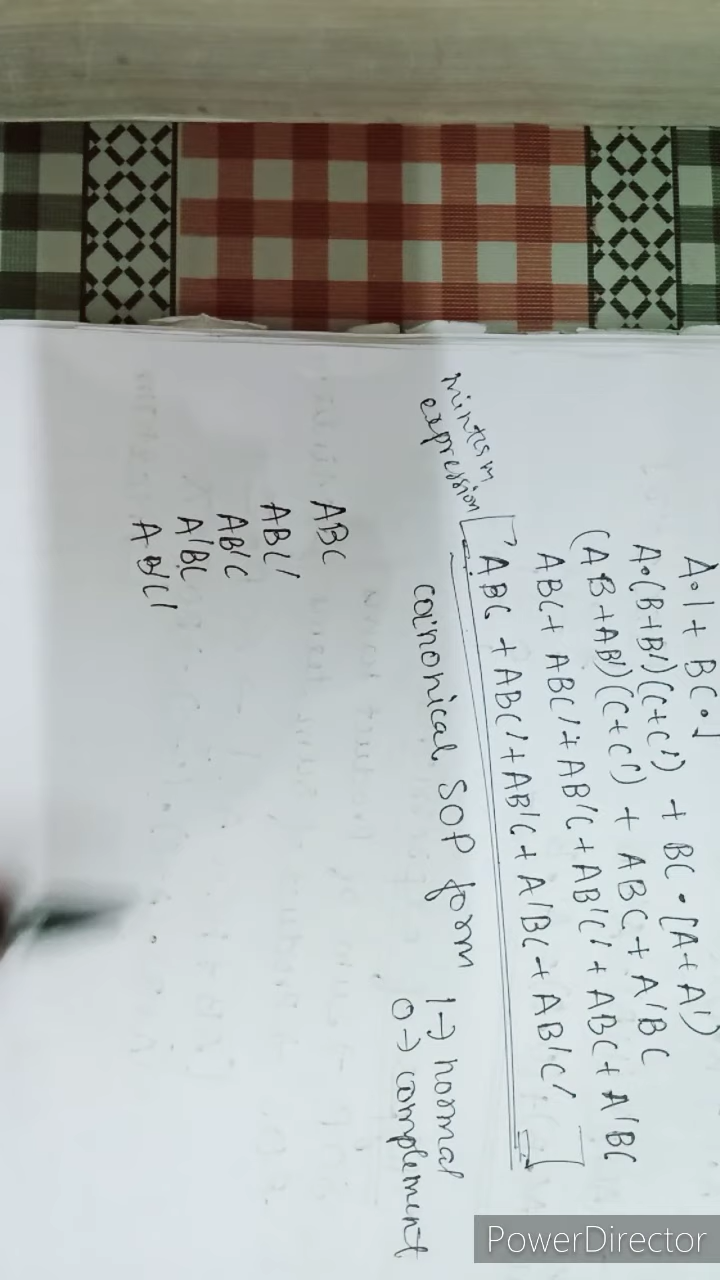 A·1 + BC·1
A·(B+B')(C+C') + BC·[A+A')
(AB+AB')(C+C') + ABC + A'BC
ABC + ABC' + AB'C + AB'C' + ABC + A'BC
minterm expression
[ABC + ABC' + AB'C + A'BC + AB'C']
canonical SOP form
1→ normal
0→ complement
ABC
ABC'
AB'C
A'BC
AB'C'
PowerDirector